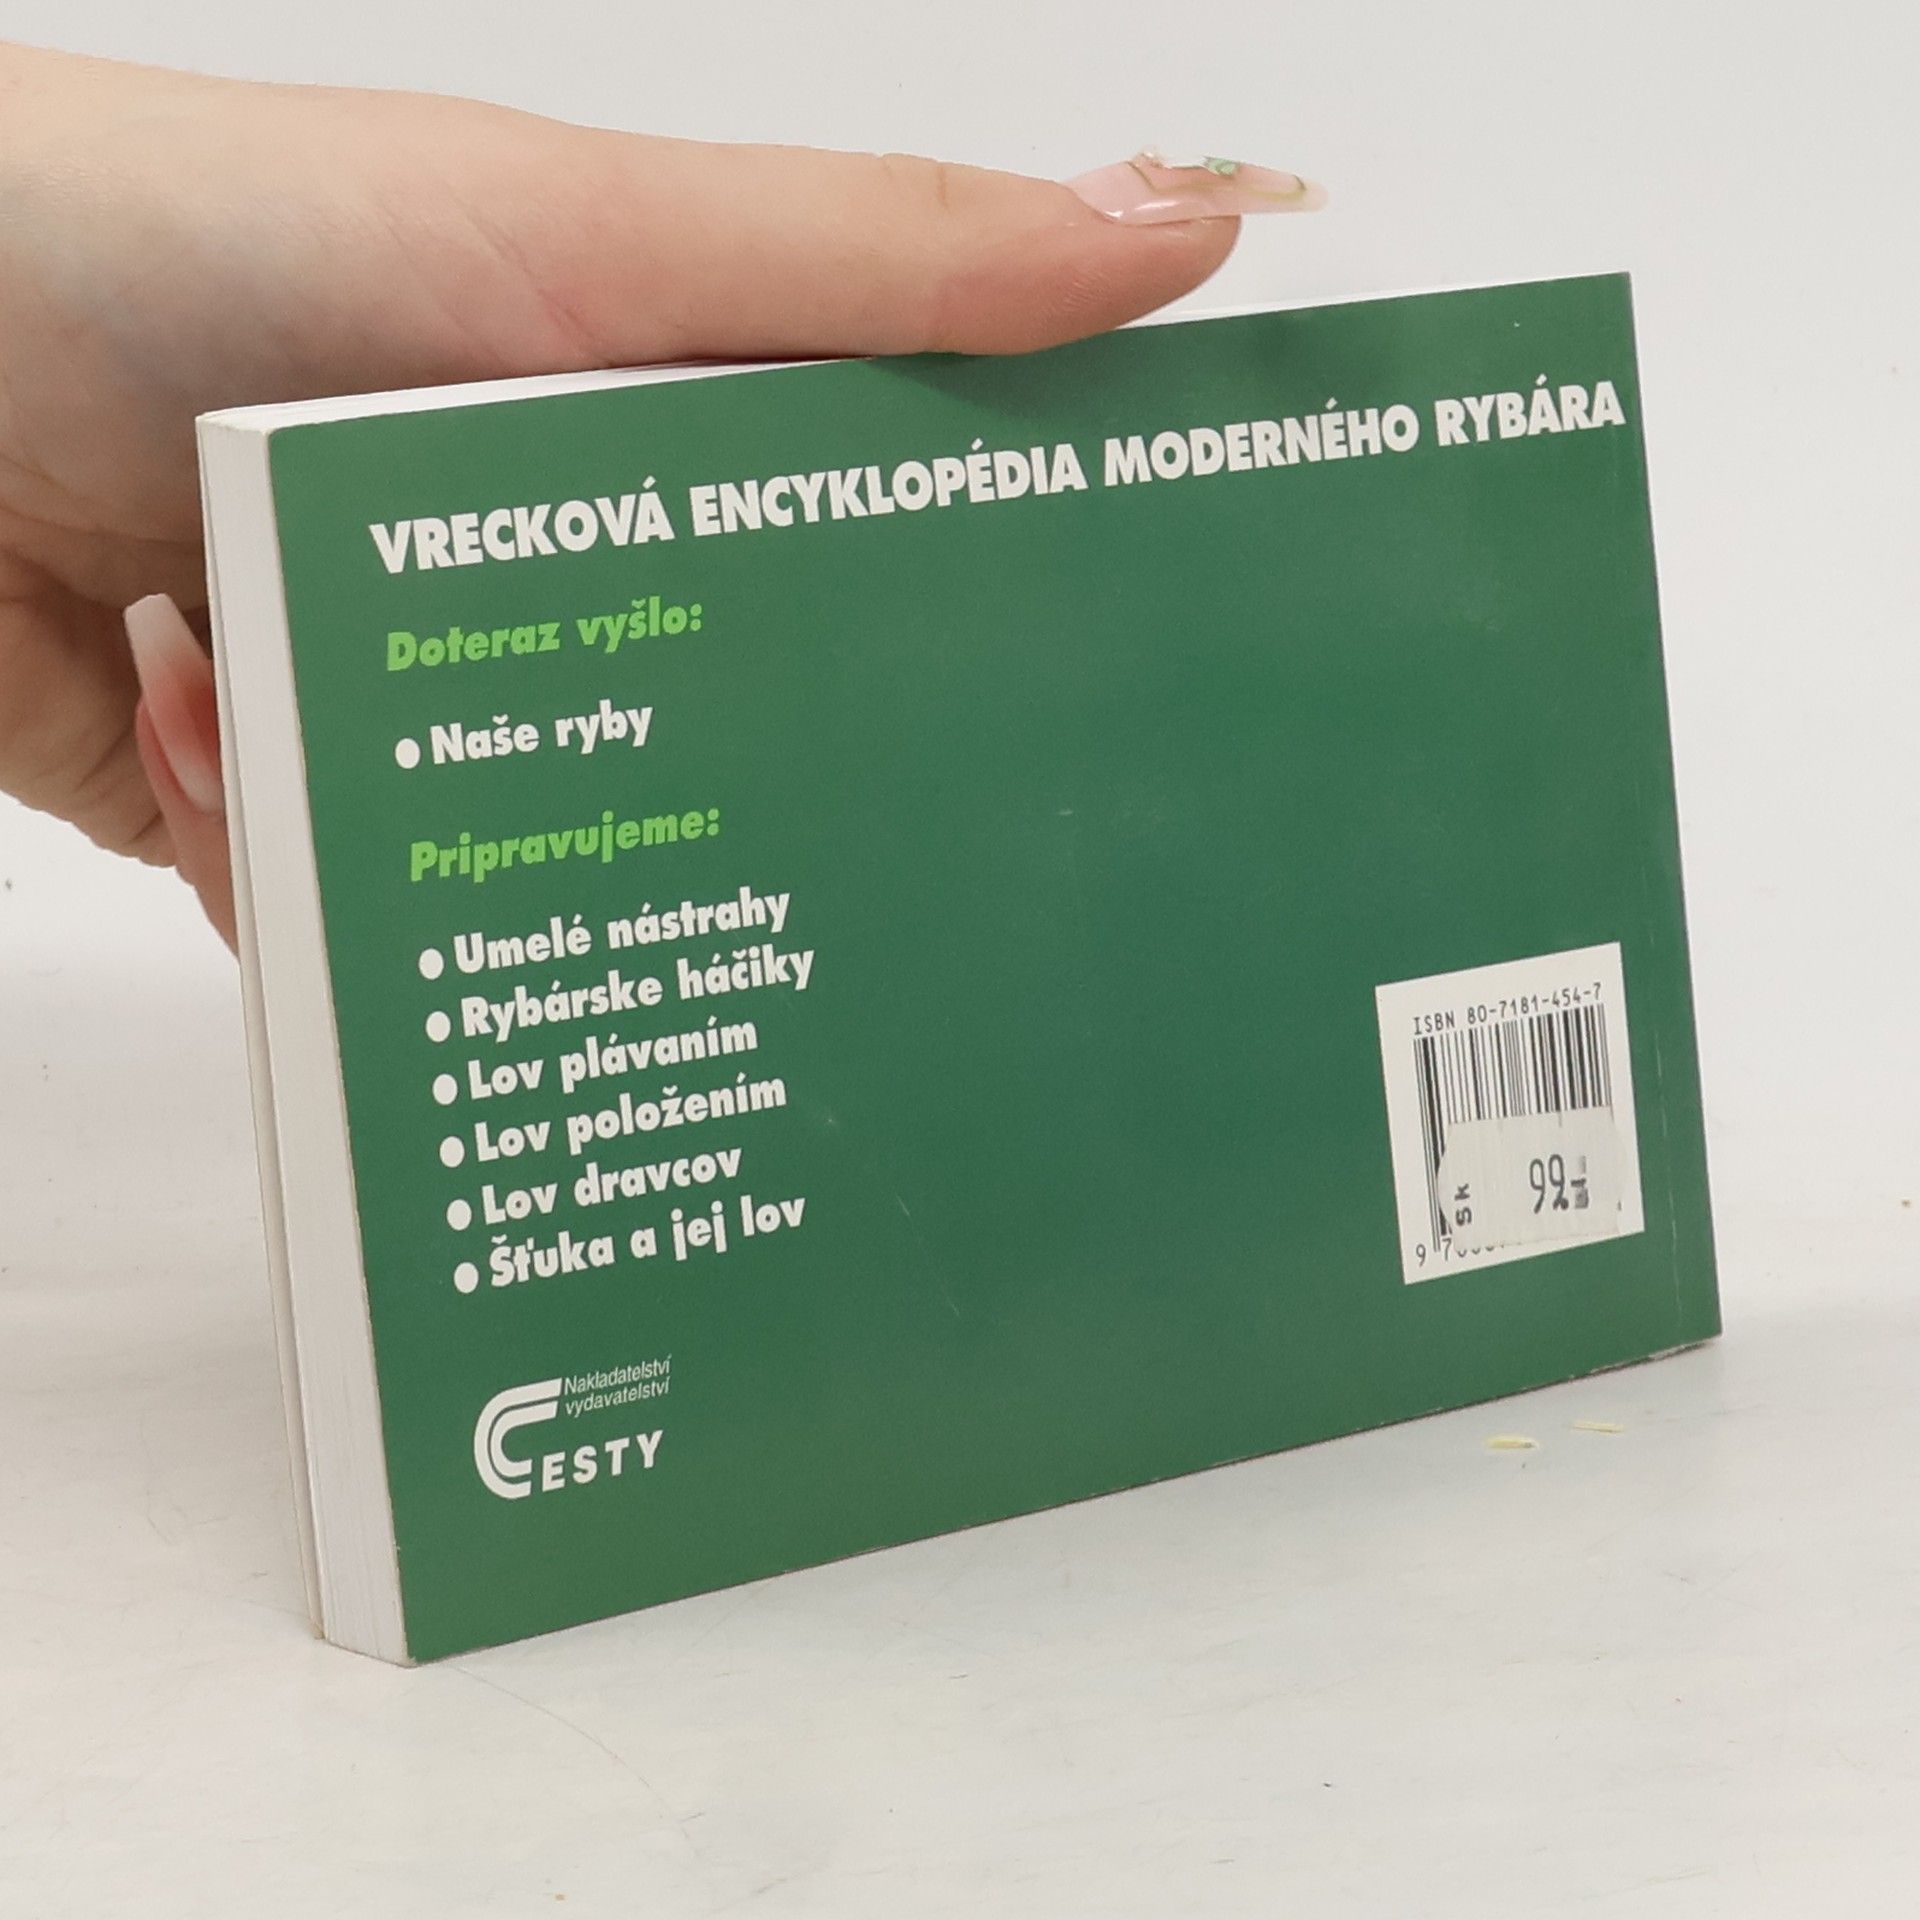 VRECKOVÁ ENCYKLOPÉDIA MODERNÉHO RYBÁRA
Doteraz vyšlo:
● Naše ryby
Pripravujeme:
● Umelé nástrahy
● Rybárske háčiky
● Lov plávaním
● Lov položením
● Lov dravcov
● Šťuka a jej lov
Nakladatelství
vydavatelství
CESTY
ISBN 80-7181-454-7
Sk 99.-